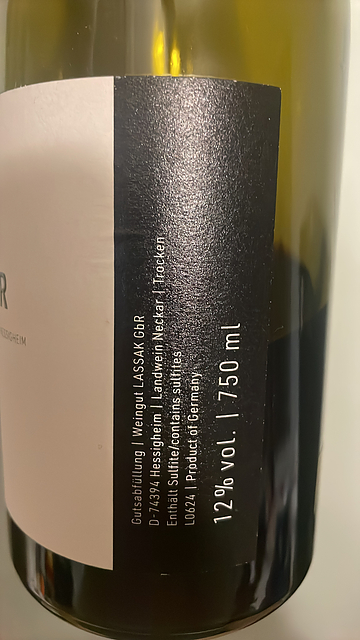 R
HESSIGHEIM
Gutsabfüllung | Weingut LASSAK GbR
D-74394 Hessigheim | Landwein Neckar | Trocken
Enthält Sulfite/contains sulfites
L0624 | Product of Germany
12% vol. | 750 ml